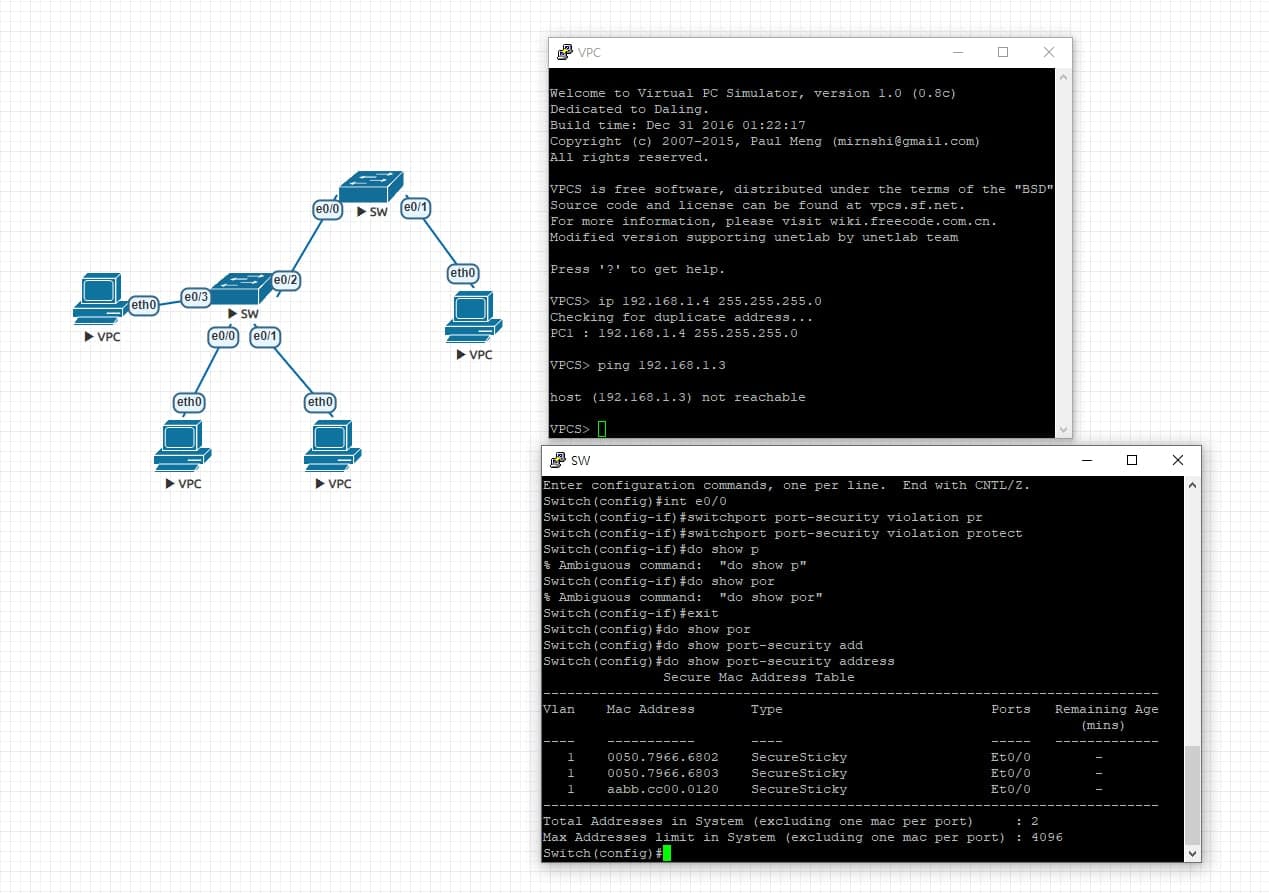 e0/0
SW
e0/1
eth0
VPC
e0/2
e0/3
SW
eth0
VPC
e0/0
e0/1
eth0
VPC
eth0
VPC
VPC
Welcome to Virtual PC Simulator, version 1.0 (0.8c)
Dedicated to Daling.
Build time: Dec 31 2016 01:22:17
Copyright (c) 2007-2015, Paul Meng (mirnshi@gmail.com)
All rights reserved.
VPCS is free software, distributed under the terms of the "BSD"
Source code and license can be found at vpcs.sf.net.
For more information, please visit wiki.freecode.com.cn.
Modified version supporting unetlab by unetlab team
Press '?' to get help.
VPCS> ip 192.168.1.4 255.255.255.0
Checking for duplicate address...
PC1 : 192.168.1.4 255.255.255.0
VPCS> ping 192.168.1.3
host (192.168.1.3) not reachable
VPCS>
SW
Enter configuration commands, one per line.  End with CNTL/Z.
Switch(config)#int e0/0
Switch(config-if)#switchport port-security violation pr
Switch(config-if)#switchport port-security violation protect
Switch(config-if)#do show p
% Ambiguous command:  "do show p"
Switch(config-if)#do show por
% Ambiguous command:  "do show por"
Switch(config-if)#exit
Switch(config)#do show por
Switch(config)#do show port-security add
Switch(config)#do show port-security address
Secure Mac Address Table
-----------------------------------------------------------------------------
Vlan    Mac Address       Type                          Ports   Remaining Age
(mins)
----    -----------       ----                          -----   -------------
1    0050.7966.6802    SecureSticky                  Et0/0        -
1    0050.7966.6803    SecureSticky                  Et0/0        -
1    aabb.cc00.0120    SecureSticky                  Et0/0        -
-----------------------------------------------------------------------------
Total Addresses in System (excluding one mac per port)     : 2
Max Addresses limit in System (excluding one mac per port) : 4096
Switch(config)#